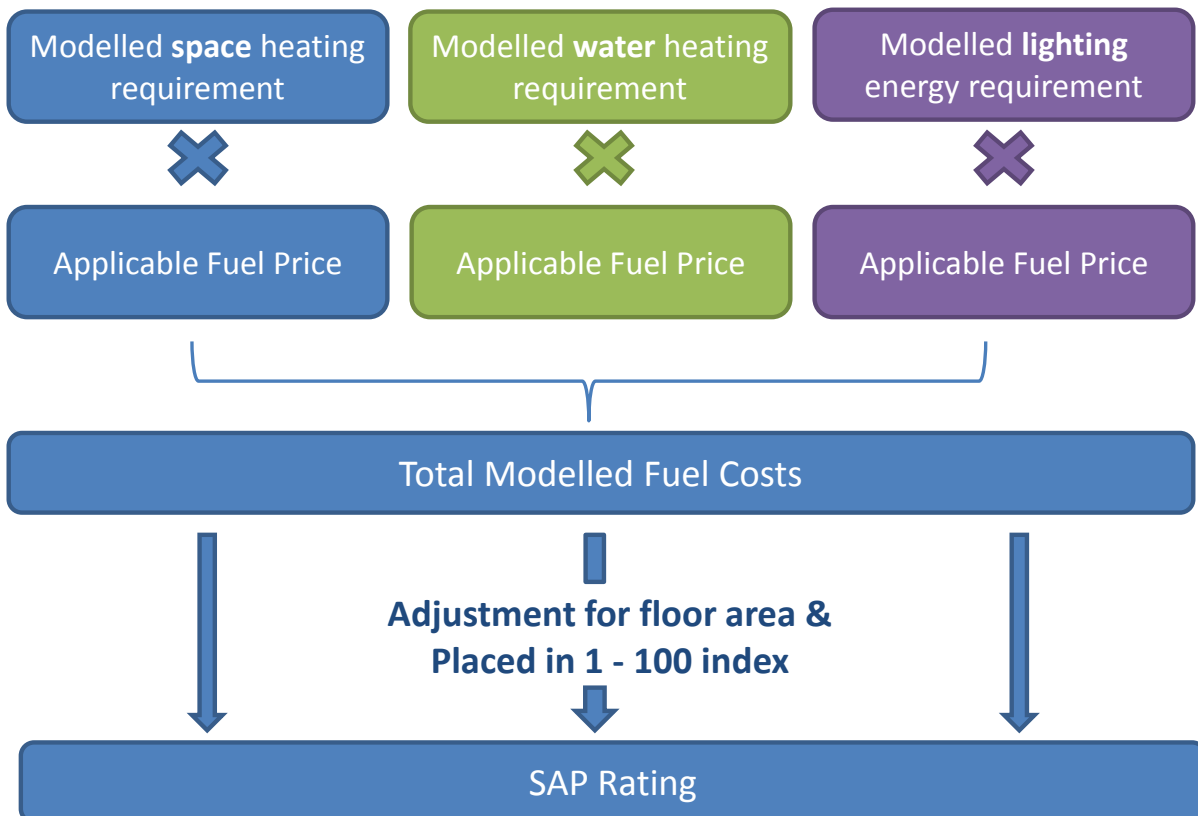 Modelled space heating
requirement
Modelled water heating
requirement
Modelled lighting
energy requirement
Applicable Fuel Price
Applicable Fuel Price
Applicable Fuel Price
Total Modelled Fuel Costs
Adjustment for floor area &
Placed in 1 - 100 index
SAP Rating